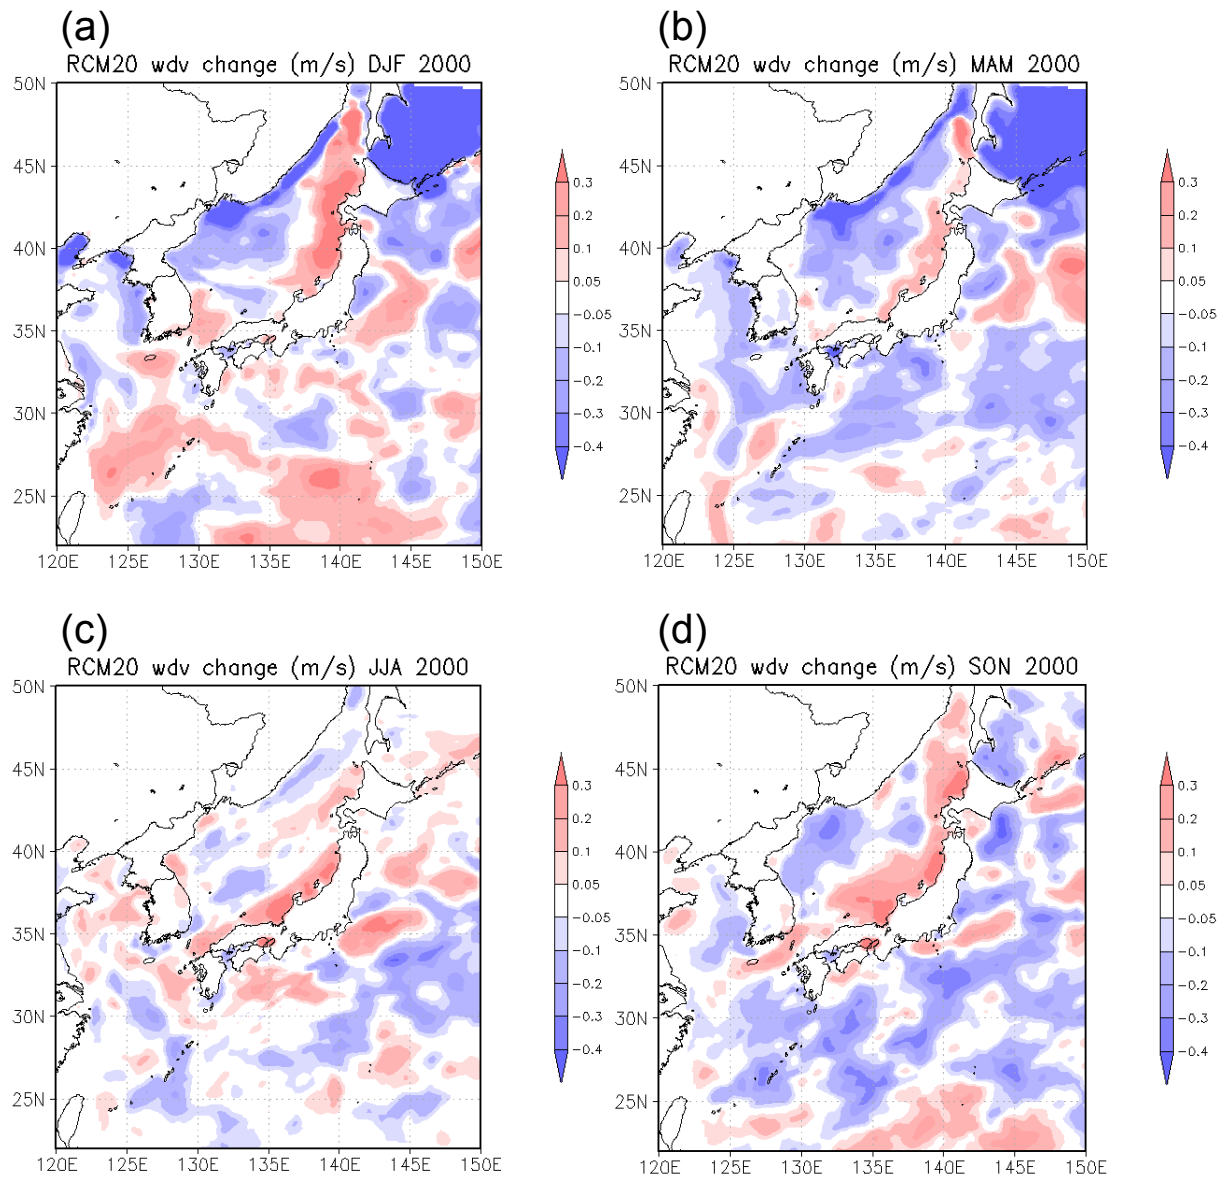 (a)
RCM20 wdv change (m/s) DJF 2000
50N
45N
40N
35N
30N
25N
120E 125E 130E 135E 140E 145E 150E
0.3
0.2
0.1
0.05
−0.05
−0.1
−0.2
−0.3
−0.4
(b)
RCM20 wdv change (m/s) MAM 2000
50N
45N
40N
35N
30N
25N
120E 125E 130E 135E 140E 145E 150E
0.3
0.2
0.1
0.05
−0.05
−0.1
−0.2
−0.3
−0.4
(c)
RCM20 wdv change (m/s) JJA 2000
50N
45N
40N
35N
30N
25N
120E 125E 130E 135E 140E 145E 150E
0.3
0.2
0.1
0.05
−0.05
−0.1
−0.2
−0.3
−0.4
(d)
RCM20 wdv change (m/s) SON 2000
50N
45N
40N
35N
30N
25N
120E 125E 130E 135E 140E 145E 150E
0.3
0.2
0.1
0.05
−0.05
−0.1
−0.2
−0.3
−0.4